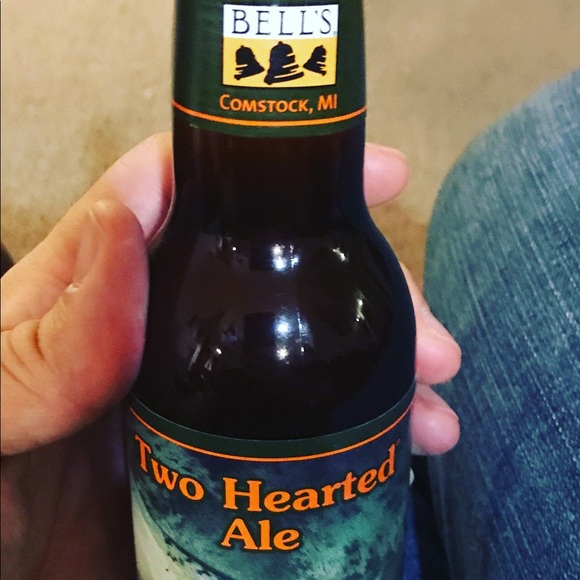 BELL'S
COMSTOCK, MI
Two Hearted
Ale